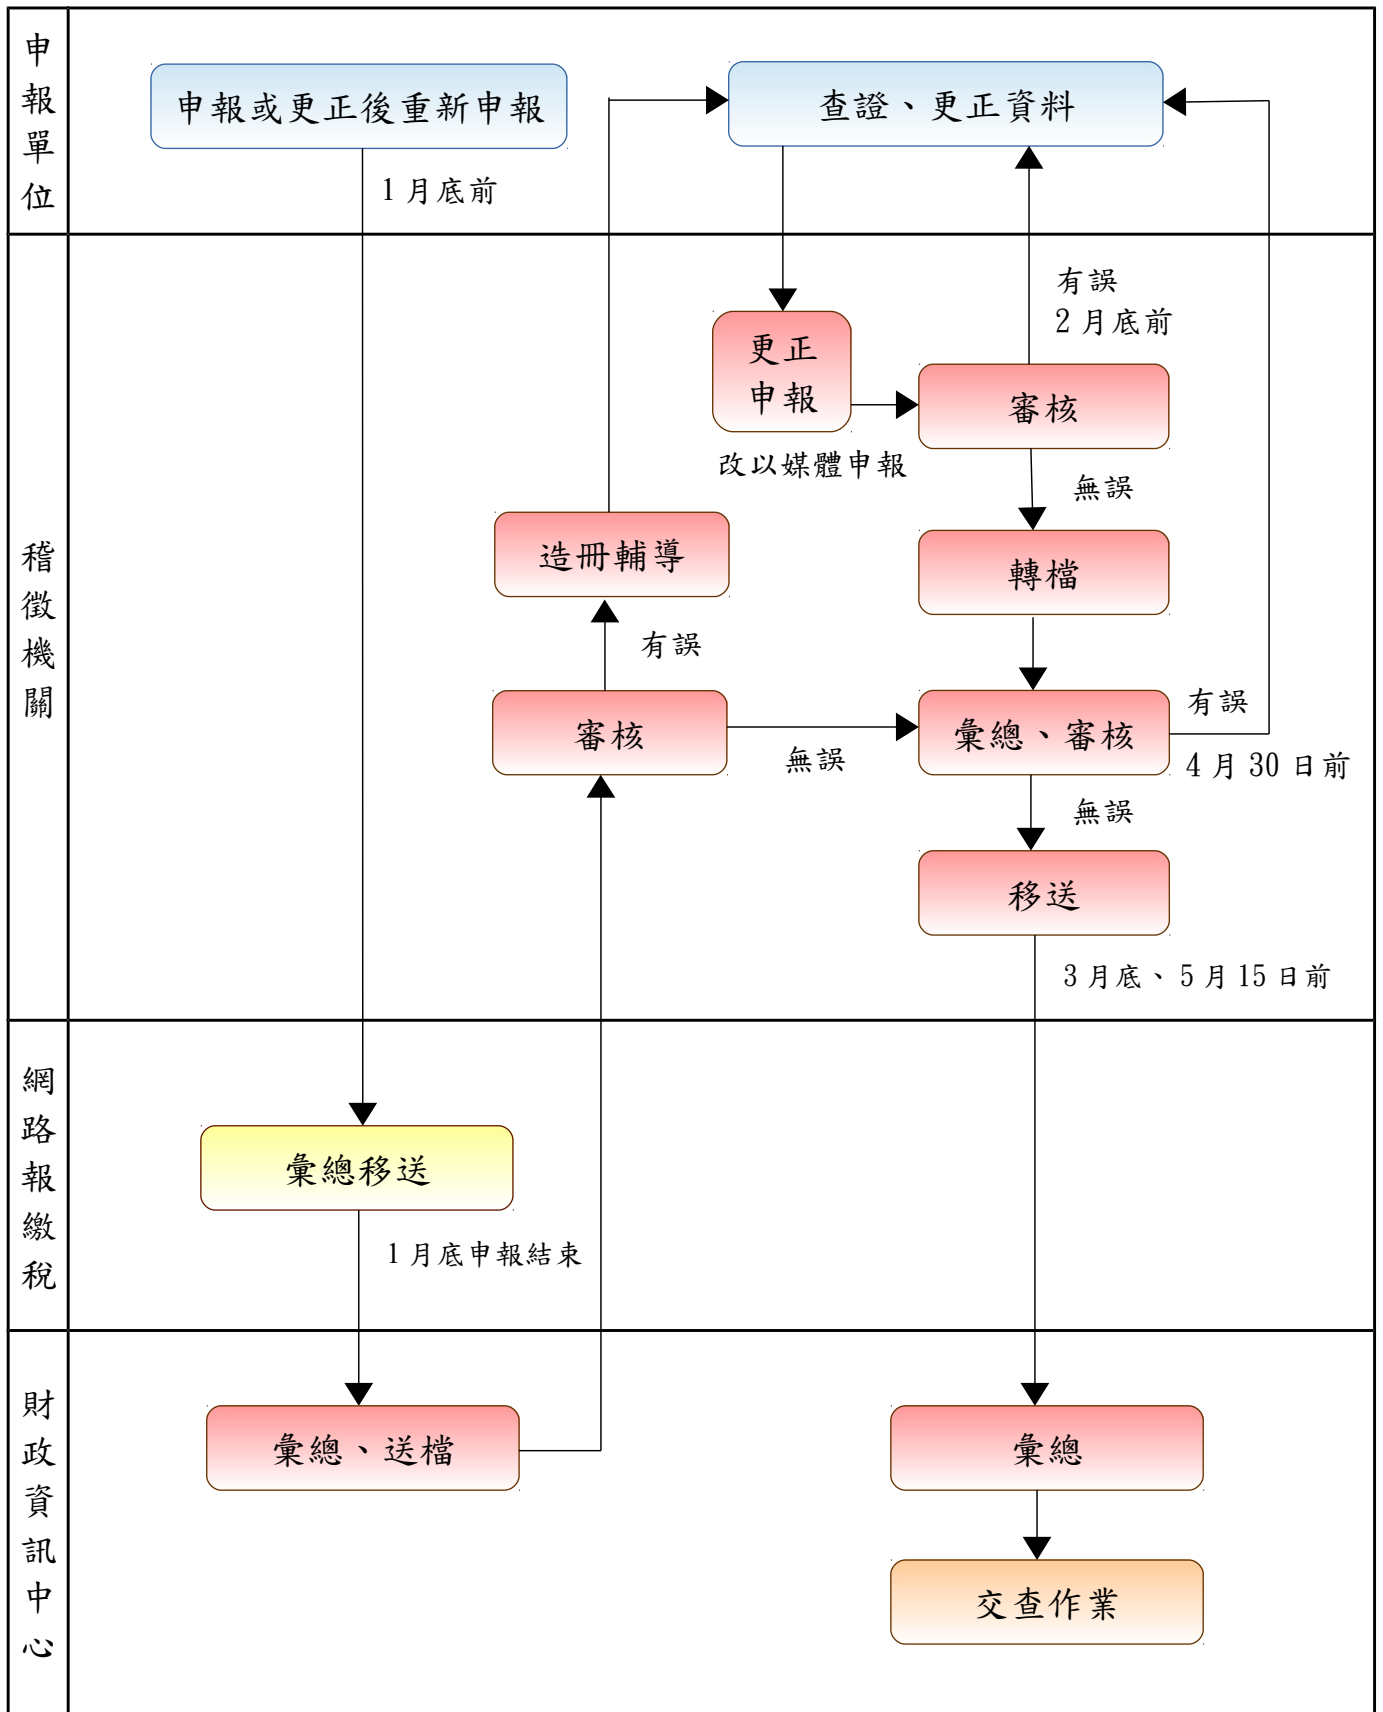 申報單位
申報或更正後重新申報
查證、更正資料
1月底前
稽徵機關
有誤
2月底前
更正
申報
審核
改以媒體申報
無誤
造冊輔導
轉檔
有誤
審核
無誤
彙總、審核
有誤
4月30日前
無誤
移送
3月底、5月15日前
網路報繳稅
彙總移送
1月底申報結束
財政資訊中心
彙總、送檔
彙總
交查作業